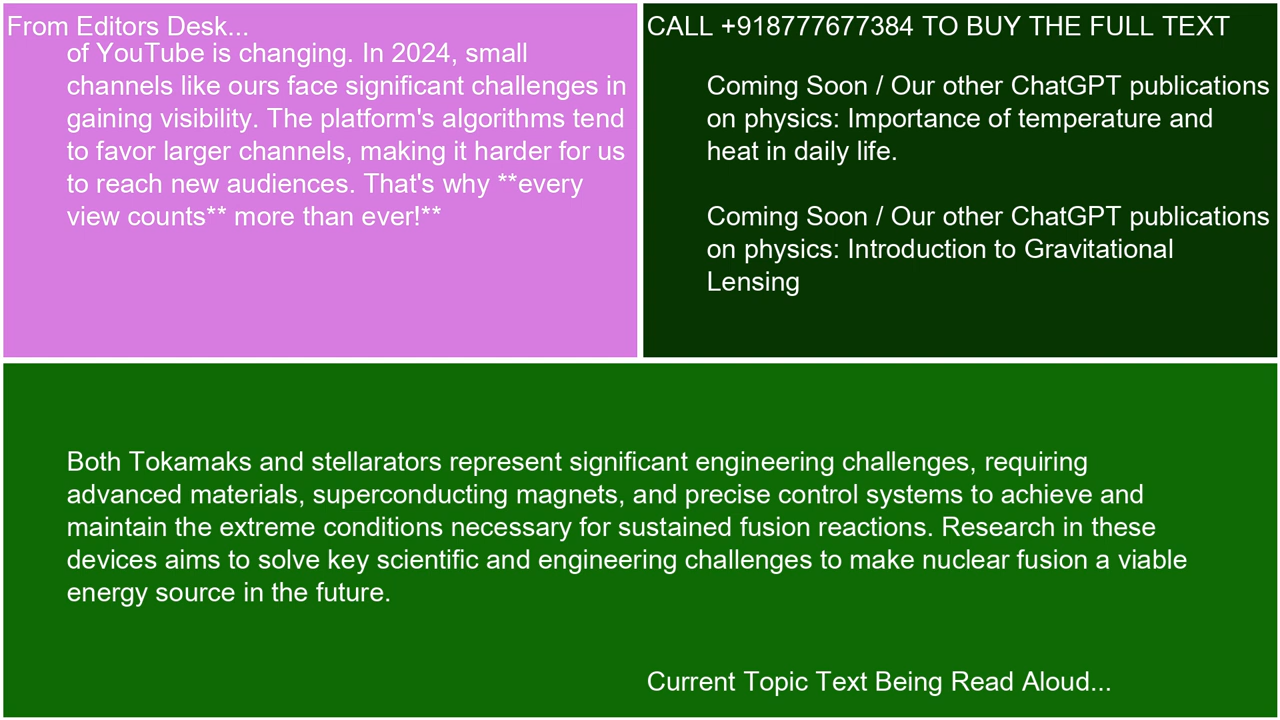 From Editors Desk...
of YouTube is changing. In 2024, small
channels like ours face significant challenges in
gaining visibility. The platform's algorithms tend
to favor larger channels, making it harder for us
to reach new audiences. That's why **every
view counts** more than ever!**
CALL +918777677384 TO BUY THE FULL TEXT
Coming Soon / Our other ChatGPT publications
on physics: Importance of temperature and
heat in daily life.
Coming Soon / Our other ChatGPT publications
on physics: Introduction to Gravitational
Lensing
Both Tokamaks and stellarators represent significant engineering challenges, requiring
advanced materials, superconducting magnets, and precise control systems to achieve and
maintain the extreme conditions necessary for sustained fusion reactions. Research in these
devices aims to solve key scientific and engineering challenges to make nuclear fusion a viable
energy source in the future.
Current Topic Text Being Read Aloud...